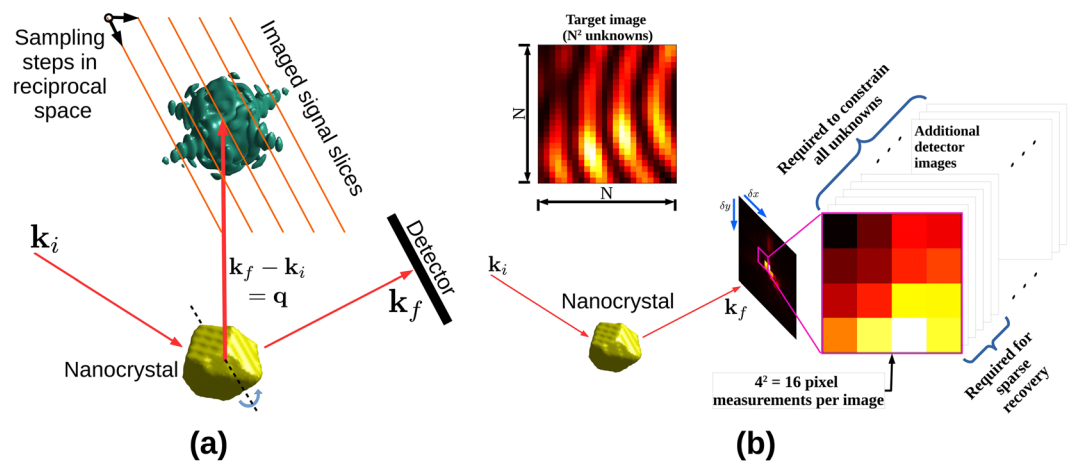 Sampling
steps in
reciprocal
space
Imaged signal slices
k_i
k_f − k_i
= q
k_f
Detector
Nanocrystal
(a)
Target image
(N² unknowns)
N
N
k_i
Nanocrystal
k_f
δy
δx
Required to constrain
all unknowns
Additional
detector
images
Required for
sparse
recovery
4² = 16 pixel
measurements per image
(b)